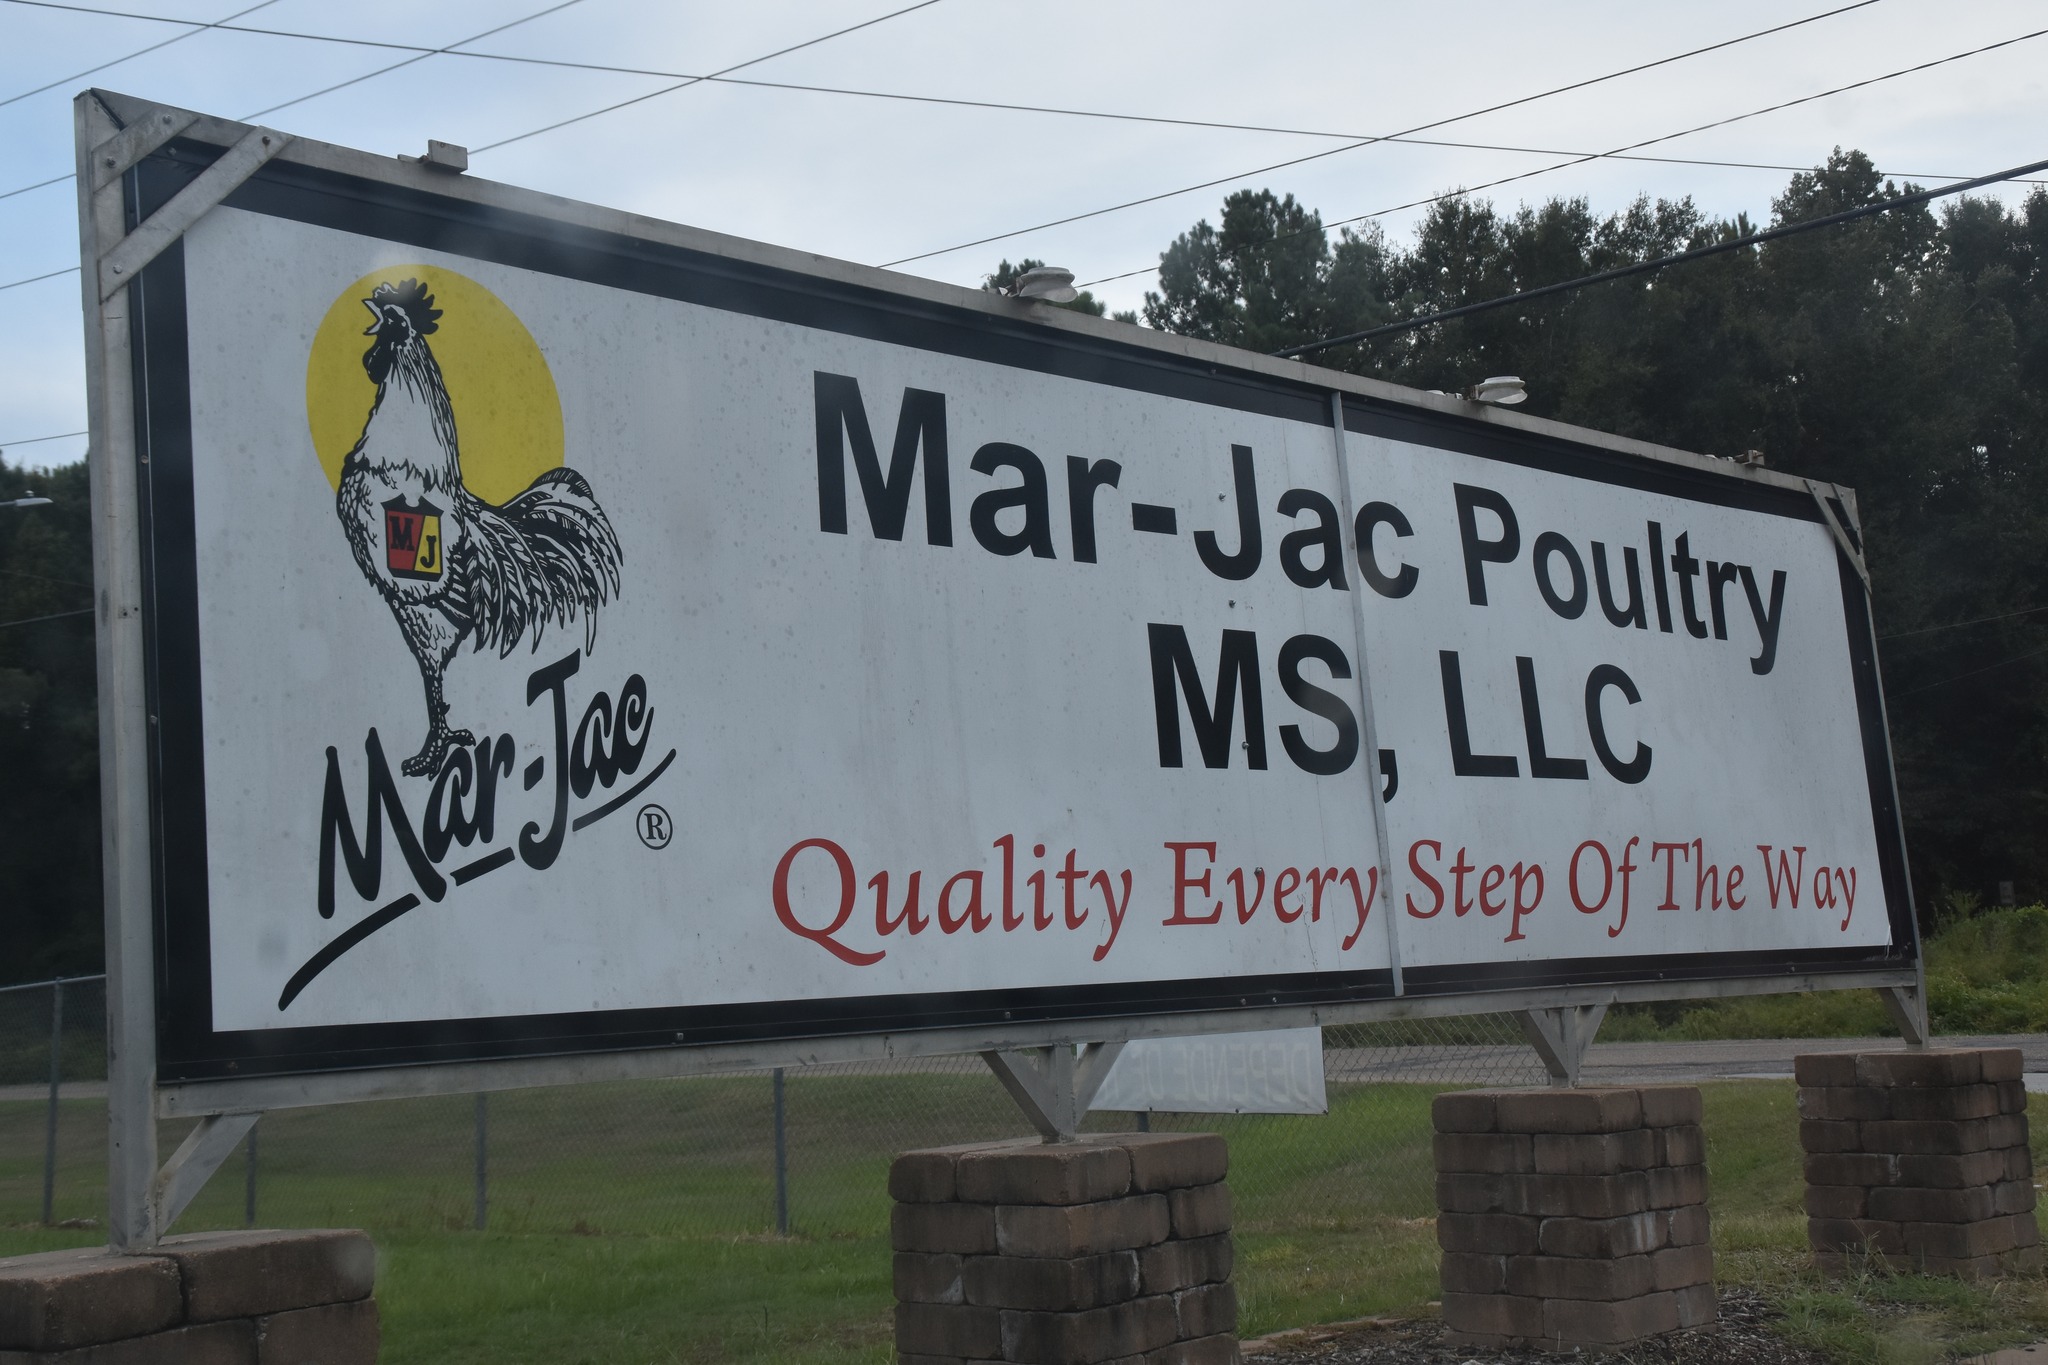 MJ
Mar-Jac
®
Mar-Jac Poultry
MS, LLC
Quality Every Step Of The Way